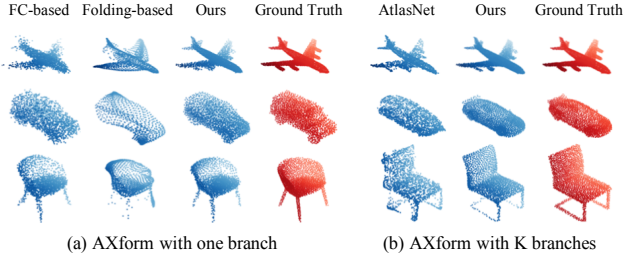 FC-based Folding-based Ours Ground Truth AtlasNet Ours Ground Truth
(a) AXform with one branch (b) AXform with K branches